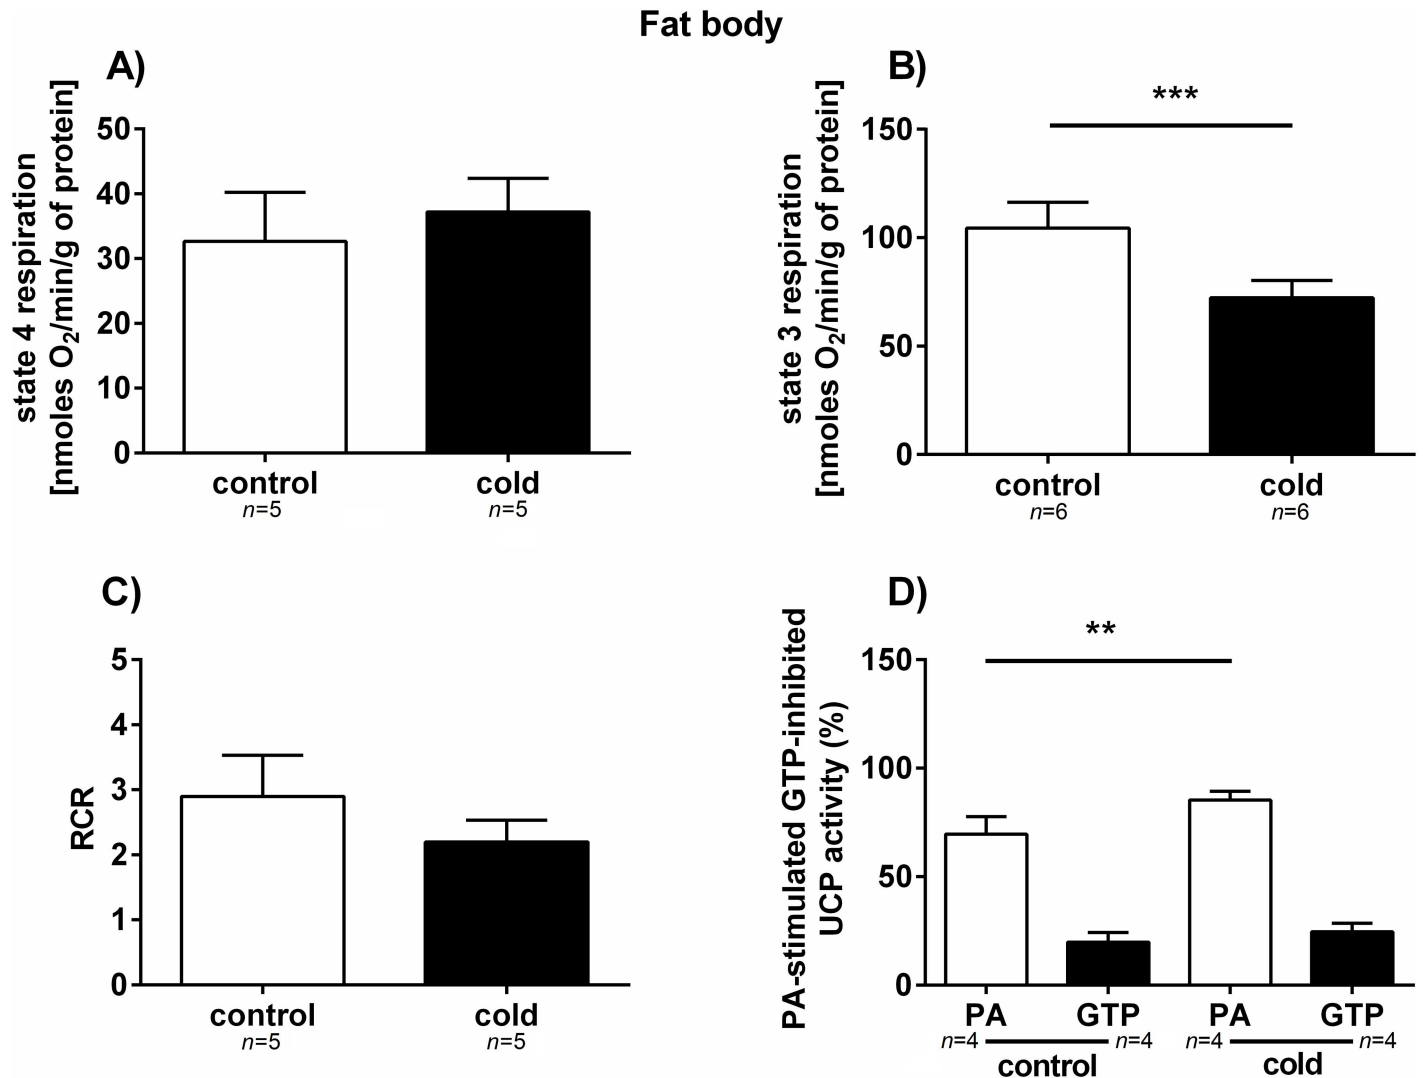 Fat body
A)
state 4 respiration
[nmoles O₂/min/g of protein]
50
40
30
20
10
0
control
cold
n=5
n=5
B)
***
state 3 respiration
[nmoles O₂/min/g of protein]
150
100
50
0
control
cold
n=6
n=6
C)
RCR
5
4
3
2
1
0
control
cold
n=5
n=5
D)
**
PA-stimulated GTP-inhibited
UCP activity (%)
150
100
50
0
PA
GTP
PA
GTP
n=4
n=4
n=4
n=4
control
cold